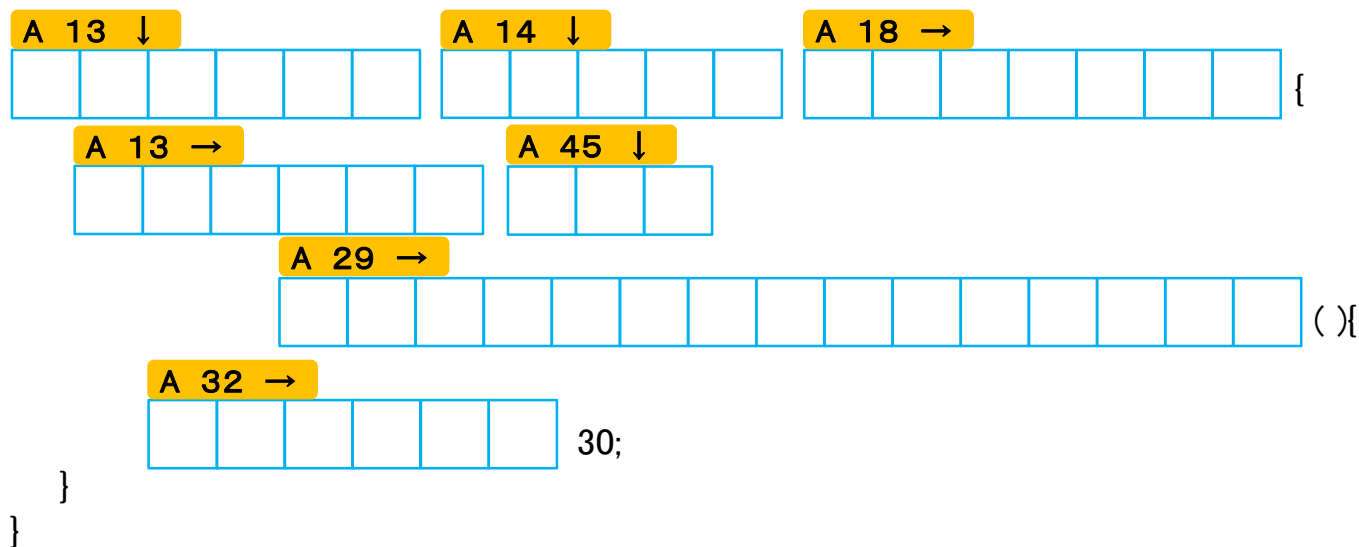 A 13 ↓ A 14 ↓ A 18 →
{
A 13 → A 45 ↓
A 29 →
( ){
A 32 →
30;
}
}